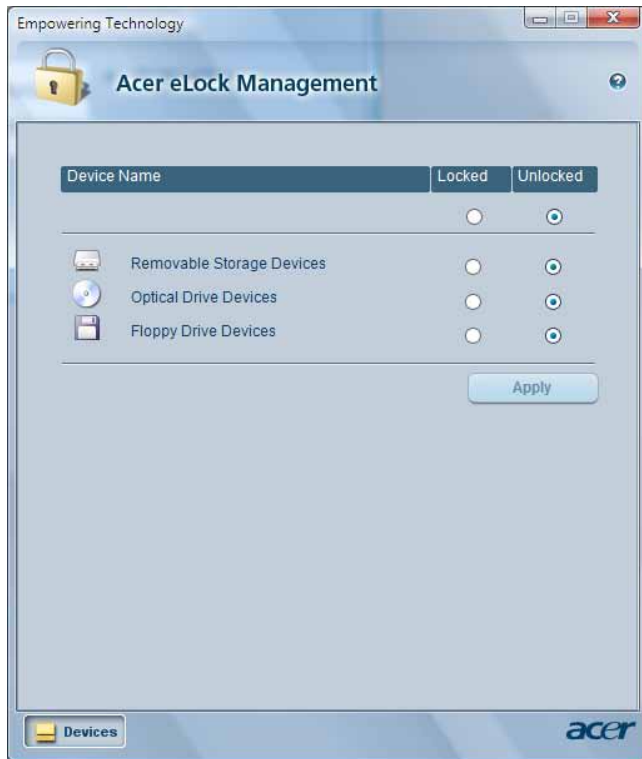 Empowering Technology
Acer eLock Management
Device Name Locked Unlocked
Removable Storage Devices
Optical Drive Devices
Floppy Drive Devices
Apply
Devices
acer